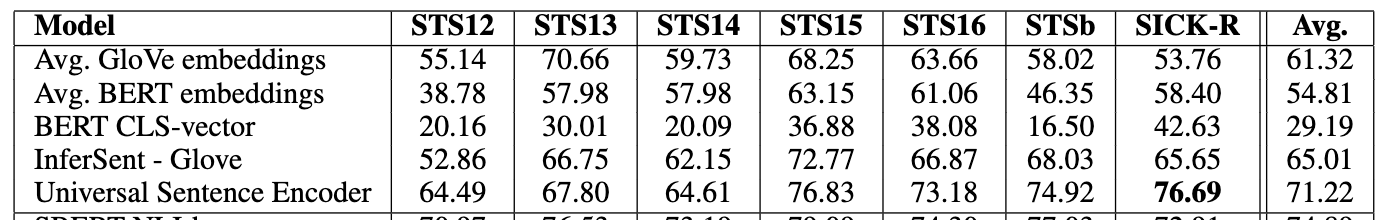 Model STS12 STS13 STS14 STS15 STS16 STSb SICK-R Avg.
Avg. GloVe embeddings 55.14 70.66 59.73 68.25 63.66 58.02 53.76 61.32
Avg. BERT embeddings 38.78 57.98 57.98 63.15 61.06 46.35 58.40 54.81
BERT CLS-vector 20.16 30.01 20.09 36.88 38.08 16.50 42.63 29.19
InferSent - Glove 52.86 66.75 62.15 72.77 66.87 68.03 65.65 65.01
Universal Sentence Encoder 64.49 67.80 64.61 76.83 73.18 74.92 76.69 71.22